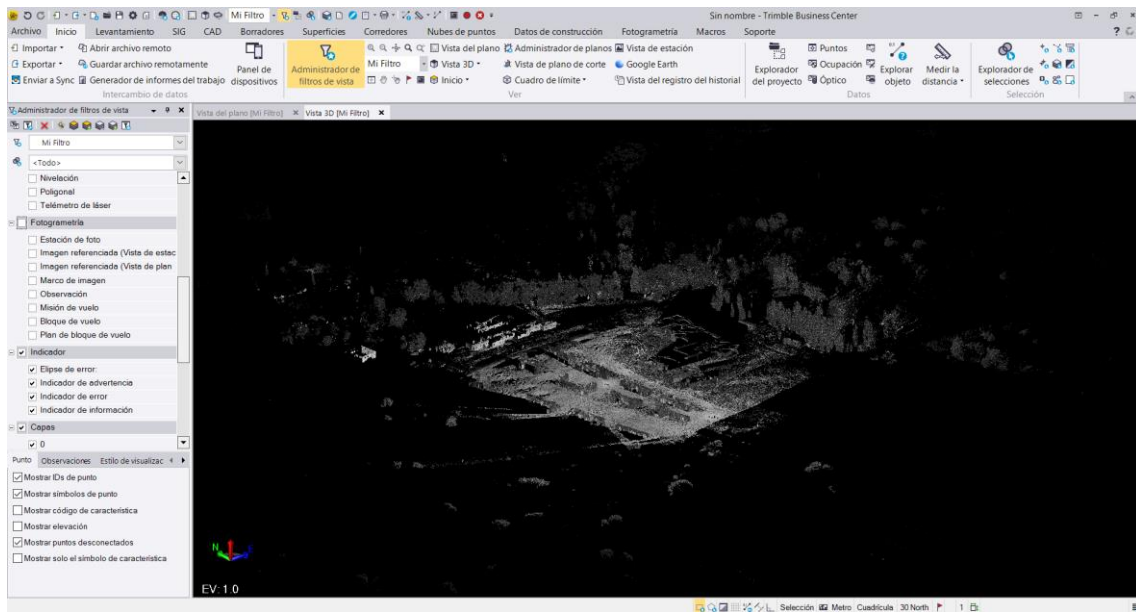 Mi Filtro
Sin nombre - Trimble Business Center
Archivo Inicio Levantamiento SIG CAD Borradores Superficies Corredores Nubes de puntos Datos de construcción Fotogrametría Macros Soporte
Importar Abrir archivo remoto
Exportar Guardar archivo remotamente
Enviar a Sync Generador de informes del trabajo
Panel de dispositivos
Intercambio de datos
Administrador de filtros de vista
Vista del plano Administrador de planos Vista de estación
Mi Filtro Vista 3D Vista de plano de corte Google Earth
Inicio Cuadro de límite Vista del registro del historial
Ver
Explorador del proyecto
Puntos
Ocupación
Óptico
Explorar objeto
Medir la distancia
Datos
Explorador de selecciones
Selección
Administrador de filtros de vista
Vista del plano [Mi Filtro] Vista 3D [Mi Filtro]
Mi Filtro
<Todo>
Nivelación
Poligonal
Telémetro de láser
Fotogrametría
Estación de foto
Imagen referenciada (Vista de estac
Imagen referenciada (Vista de plan
Marco de imagen
Observación
Misión de vuelo
Bloque de vuelo
Plan de bloque de vuelo
Indicador
Elipse de error:
Indicador de advertencia
Indicador de error
Indicador de información
Capas
0
Punto Observaciones Estilo de visualizac
Mostrar IDs de punto
Mostrar símbolos de punto
Mostrar código de característica
Mostrar elevación
Mostrar puntos desconectados
Mostrar solo el símbolo de característica
N
EV: 1.0
Selección Metro Cuadrícula 30 North 1